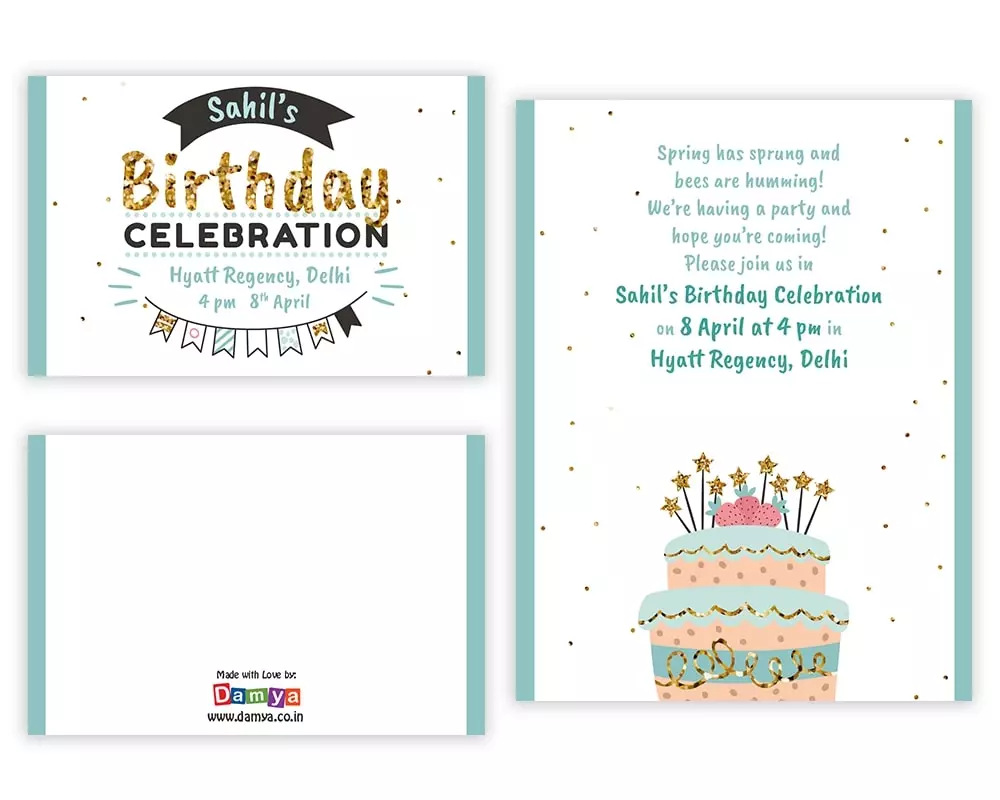 Sahil's
Birthday
CELEBRATION
Hyatt Regency, Delhi
4 pm 8th April
Spring has sprung and
bees are humming!
We're having a party and
hope you're coming!
Please join us in
Sahil's Birthday Celebration
on 8 April at 4 pm in
Hyatt Regency, Delhi
Made with Love by:
Damya
www.damya.co.in